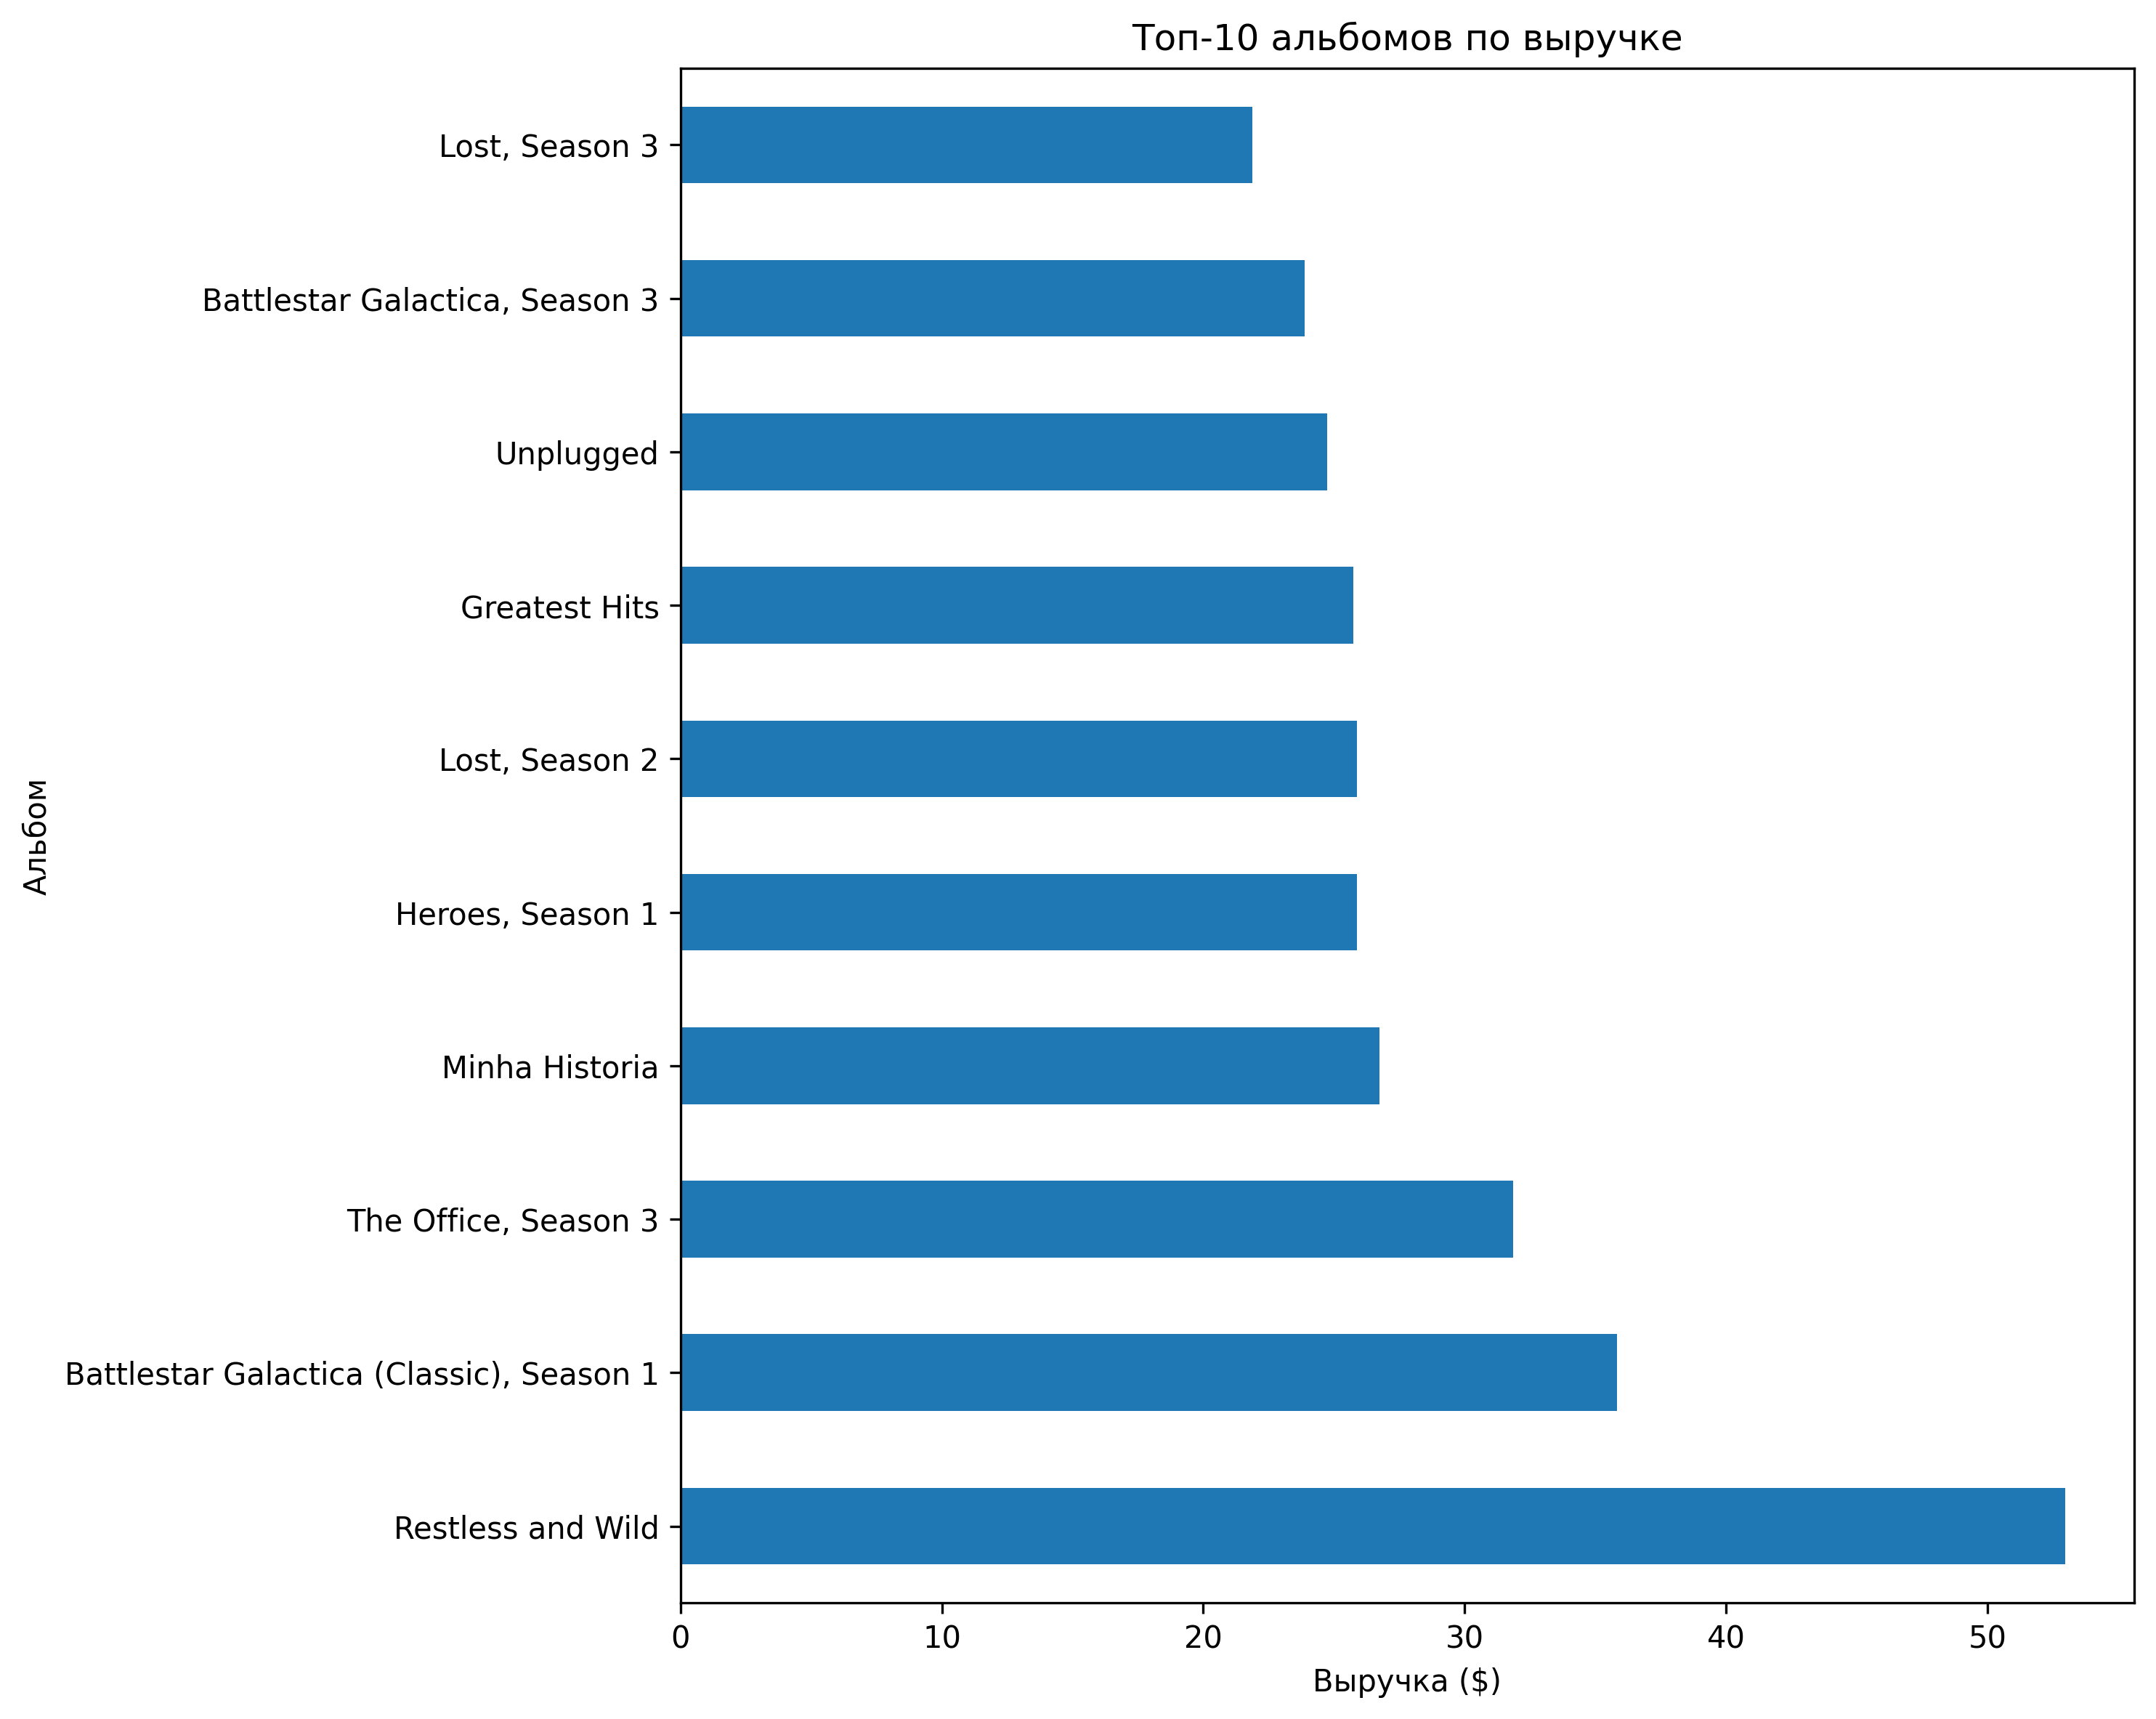 Топ-10 альбомов по выручке
Lost, Season 3
Battlestar Galactica, Season 3
Unplugged
Greatest Hits
Lost, Season 2
Heroes, Season 1
Minha Historia
The Office, Season 3
Battlestar Galactica (Classic), Season 1
Restless and Wild
Альбом
0 10 20 30 40 50
Выручка ($)